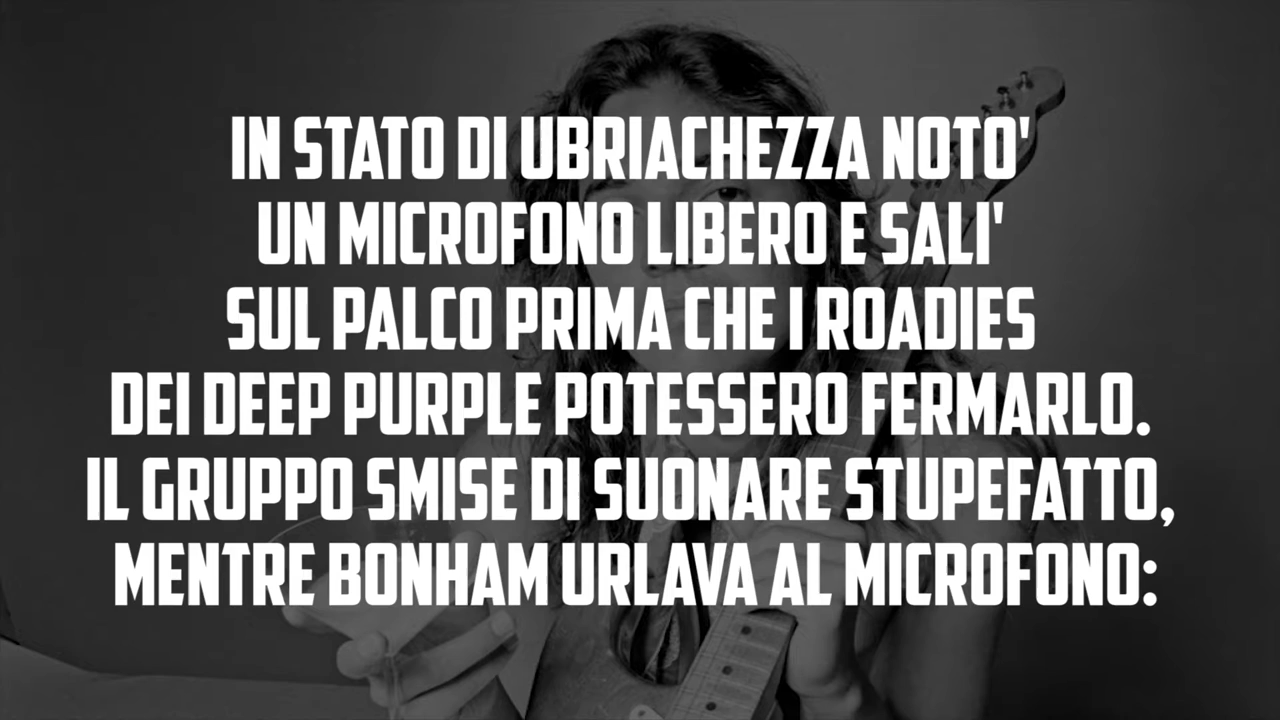 IN STATO DI UBRIACHEZZA NOTO'
UN MICROFONO LIBERO E SALI'
SUL PALCO PRIMA CHE I ROADIES
DEI DEEP PURPLE POTESSERO FERMARLO.
IL GRUPPO SMISE DI SUONARE STUPEFATTO,
MENTRE BONHAM URLAVA AL MICROFONO: